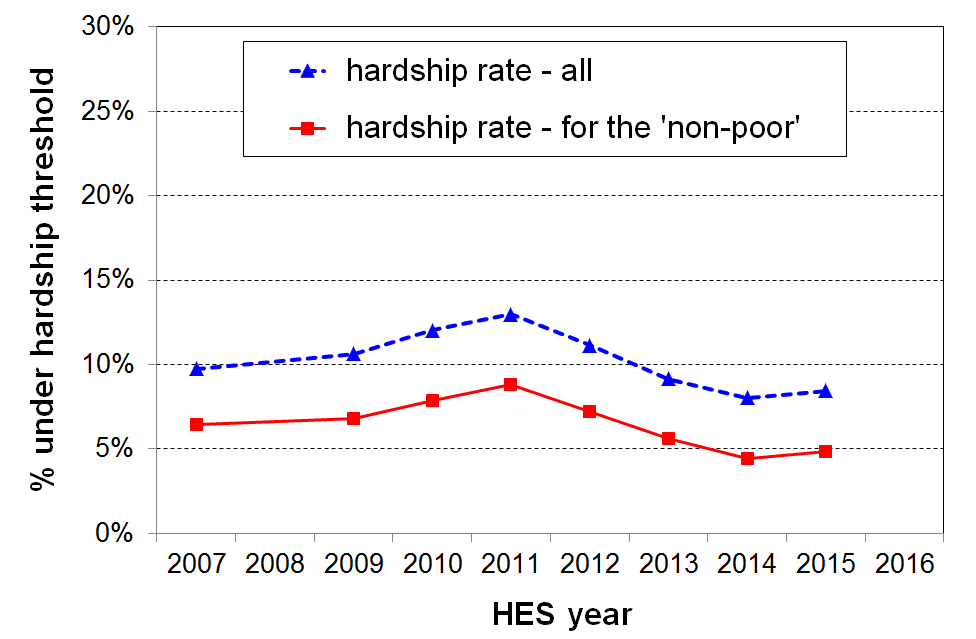 30%
25%
20%
15%
10%
5%
0%
% under hardship threshold
hardship rate - all
hardship rate - for the 'non-poor'
2007 2008 2009 2010 2011 2012 2013 2014 2015 2016
HES year